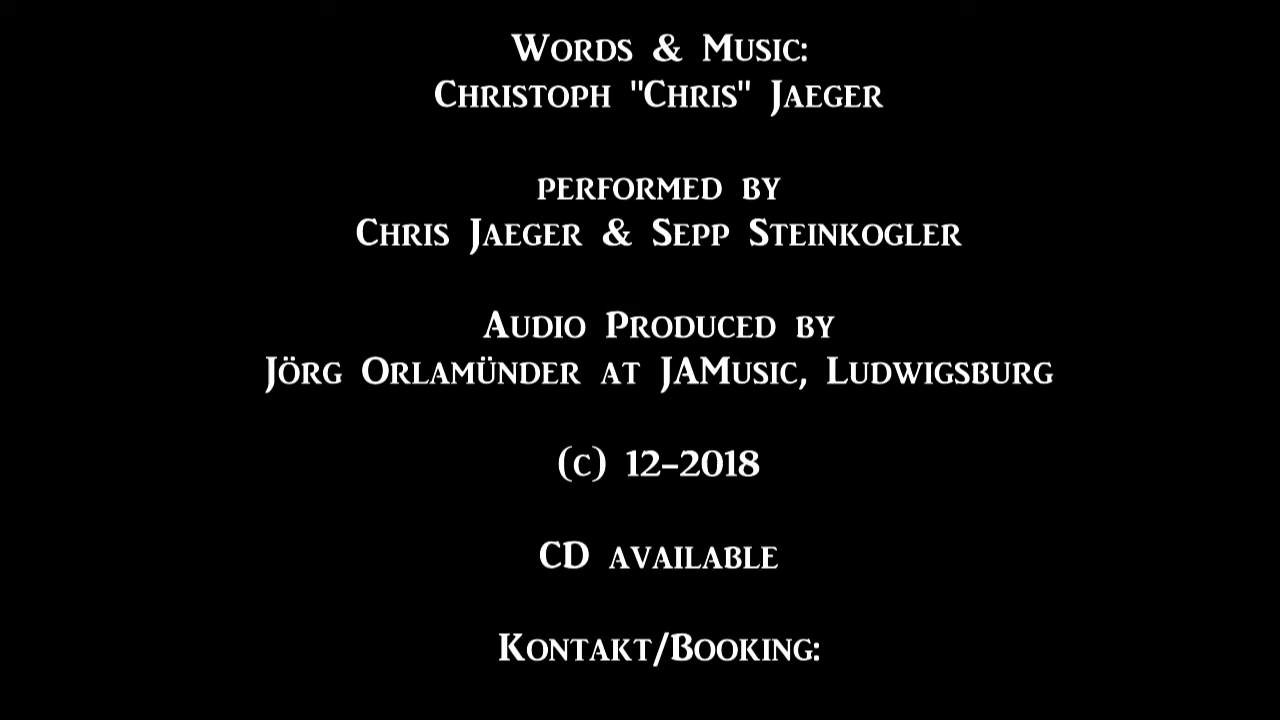 Words & Music:
Christoph "Chris" Jaeger
performed by
Chris Jaeger & Sepp Steinkogler
Audio Produced by
Jörg Orlamünder at JAMusic, Ludwigsburg
(c) 12-2018
CD available
Kontakt/Booking: